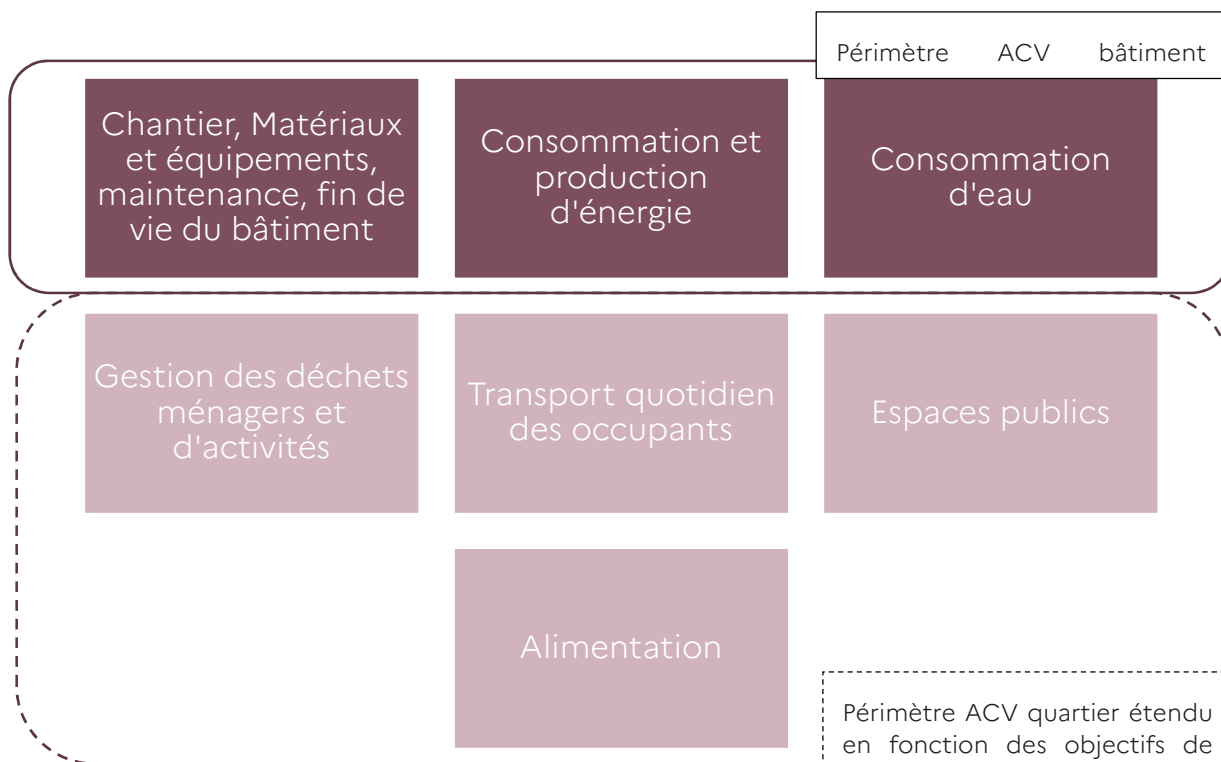 Périmètre ACV bâtiment
Chantier, Matériaux
et équipements,
maintenance, fin de
vie du bâtiment
Consommation et
production
d'énergie
Consommation
d'eau
Gestion des déchets
ménagers et
d'activités
Transport quotidien
des occupants
Espaces publics
Alimentation
Périmètre ACV quartier étendu
en fonction des objectifs de